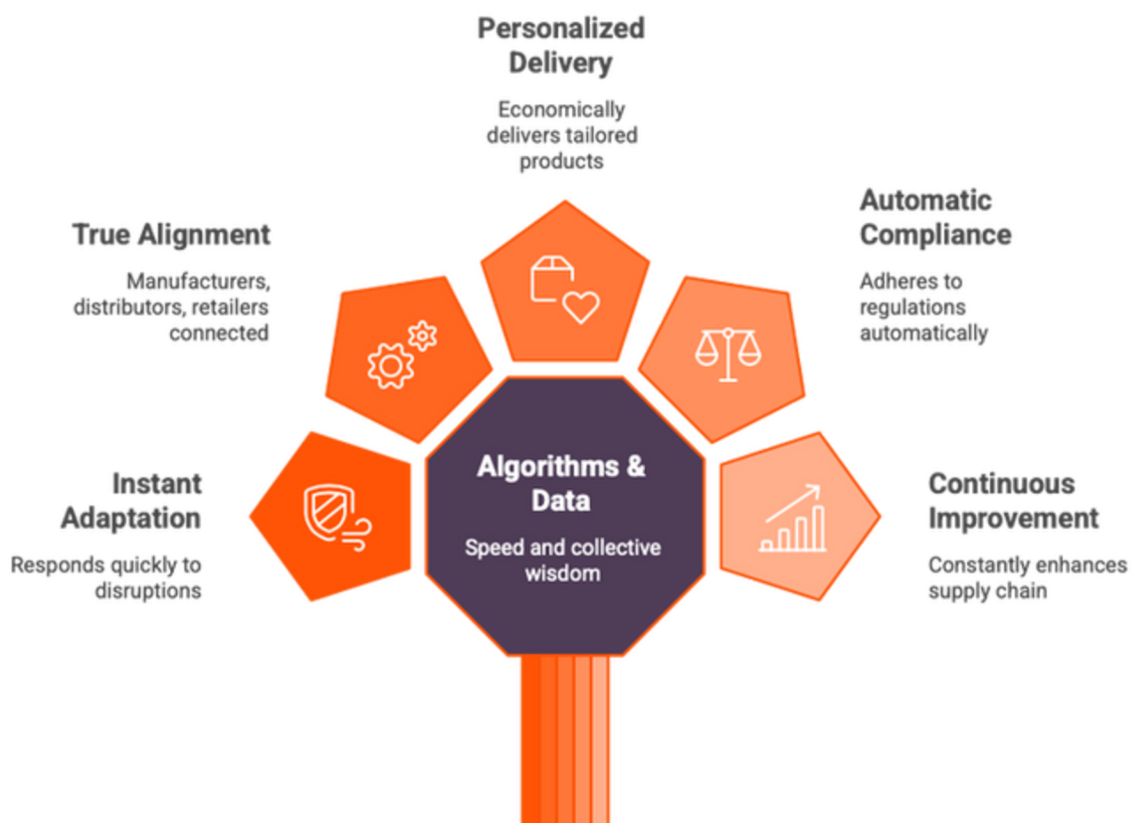 Personalized
Delivery
Economically
delivers tailored
products
True Alignment
Manufacturers,
distributors, retailers
connected
Automatic
Compliance
Adheres to
regulations
automatically
Instant
Adaptation
Responds quickly to
disruptions
Algorithms &
Data
Speed and collective
wisdom
Continuous
Improvement
Constantly enhances
supply chain